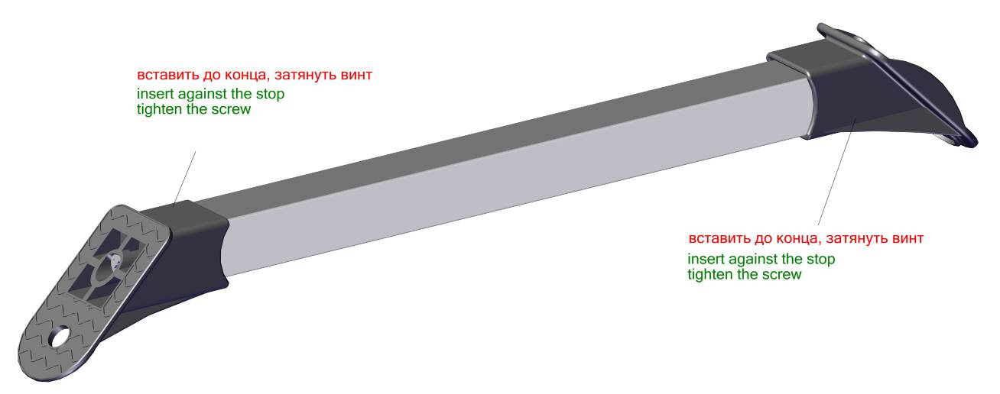 вставить до конца, затянуть винт
insert against the stop
tighten the screw
вставить до конца, затянуть винт
insert against the stop
tighten the screw